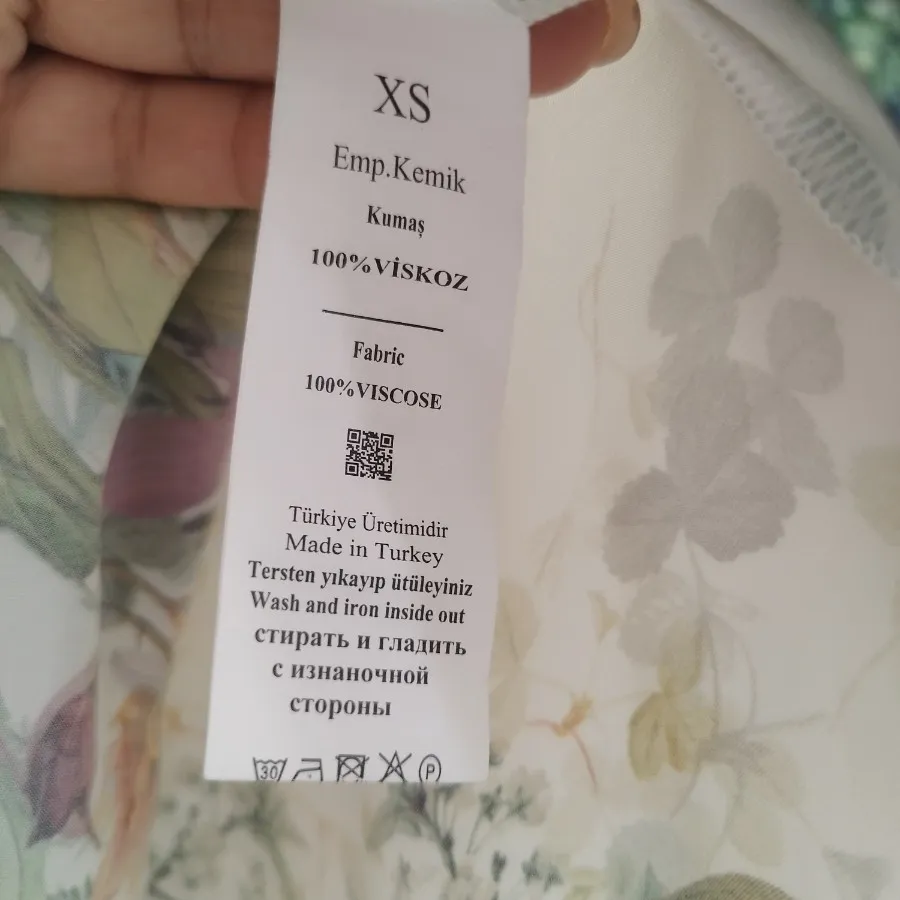 XS
Emp.Kemik
Kumaş
100%VİSKOZ
Fabric
100%VISCOSE
Türkiye Üretimidir
Made in Turkey
Tersten yıkayıp ütüleyiniz
Wash and iron inside out
стирать и гладить
с изнаночной
стороны
30 P